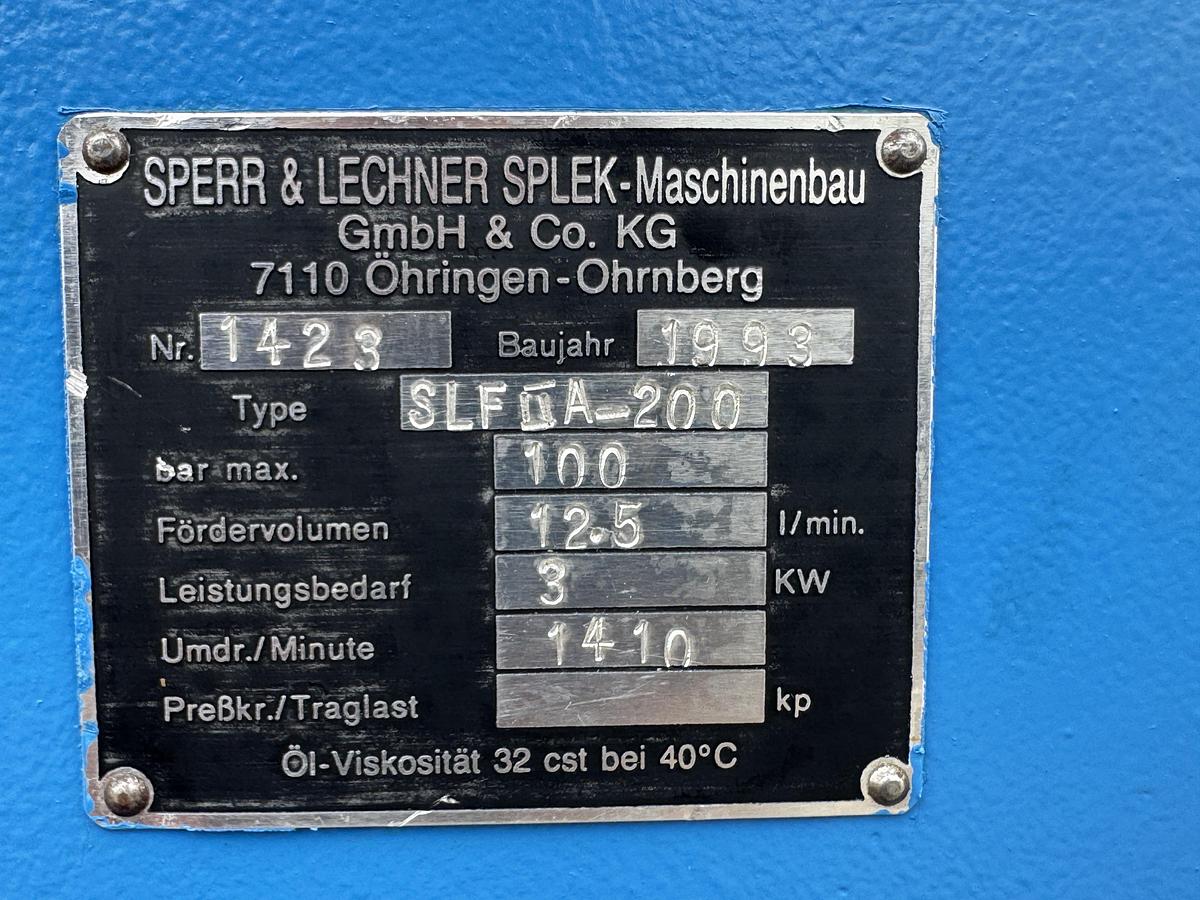 SPERR & LECHNER SPLEK-Maschinenbau
GmbH & Co. KG
7110 Öhringen-Ohrnberg
Nr. 1423 Baujahr 1993
Type SLF II A-200
bar max. 100
Fördervolumen 12.5 l/min.
Leistungsbedarf 3 KW
Umdr./Minute 1410
Preßkr./Traglast kp
Öl-Viskosität 32 cst bei 40°C